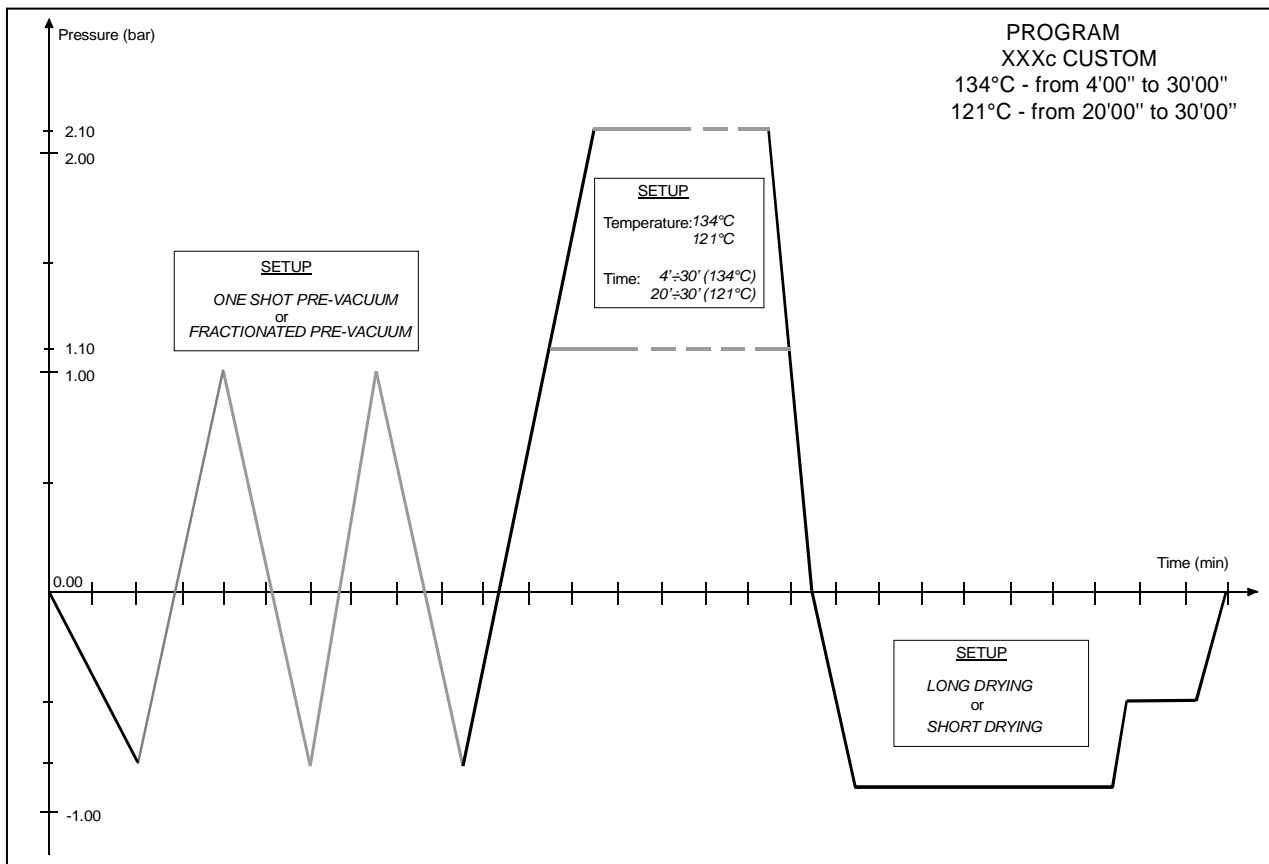 Pressure (bar)
PROGRAM
XXXc CUSTOM
134°C - from 4'00" to 30'00"
121°C - from 20'00" to 30'00"
2.10
2.00
SETUP
Temperature: 134°C
121°C
Time: 4'÷30' (134°C)
20'÷30' (121°C)
SETUP
ONE SHOT PRE-VACUUM
or
FRACTIONATED PRE-VACUUM
1.10
1.00
0.00
Time (min)
SETUP
LONG DRYING
or
SHORT DRYING
-1.00